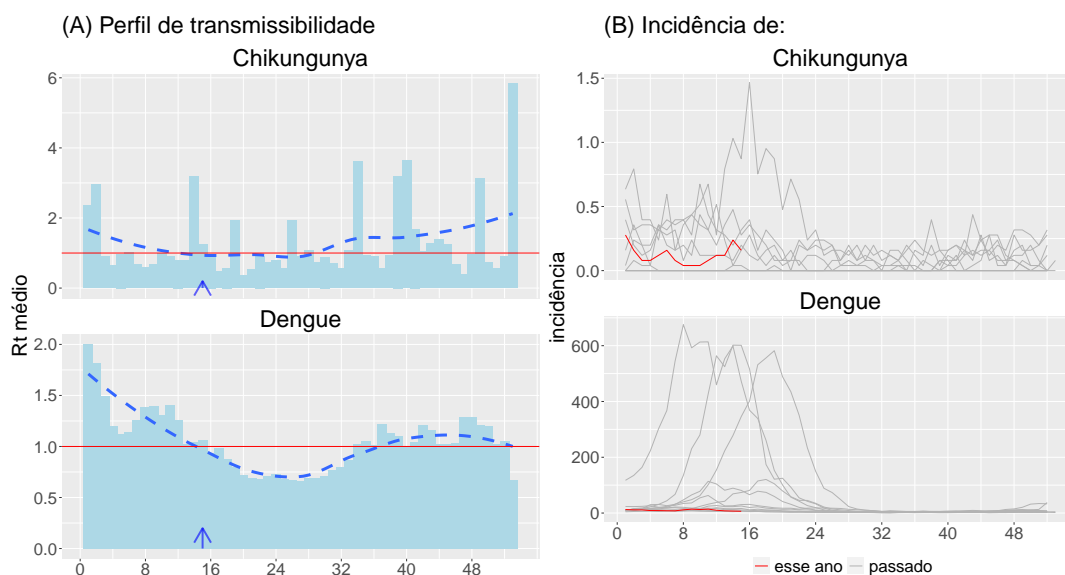 (A) Perfil de transmissibilidade
Chikungunya
6
4
2
0
Dengue
2.0
1.5
1.0
0.5
0.0
0 8 16 24 32 40 48
Rt médio
(B) Incidência de:
Chikungunya
1.5
1.0
0.5
0.0
Dengue
600
400
200
0
0 8 16 24 32 40 48
incidência
esse ano passado